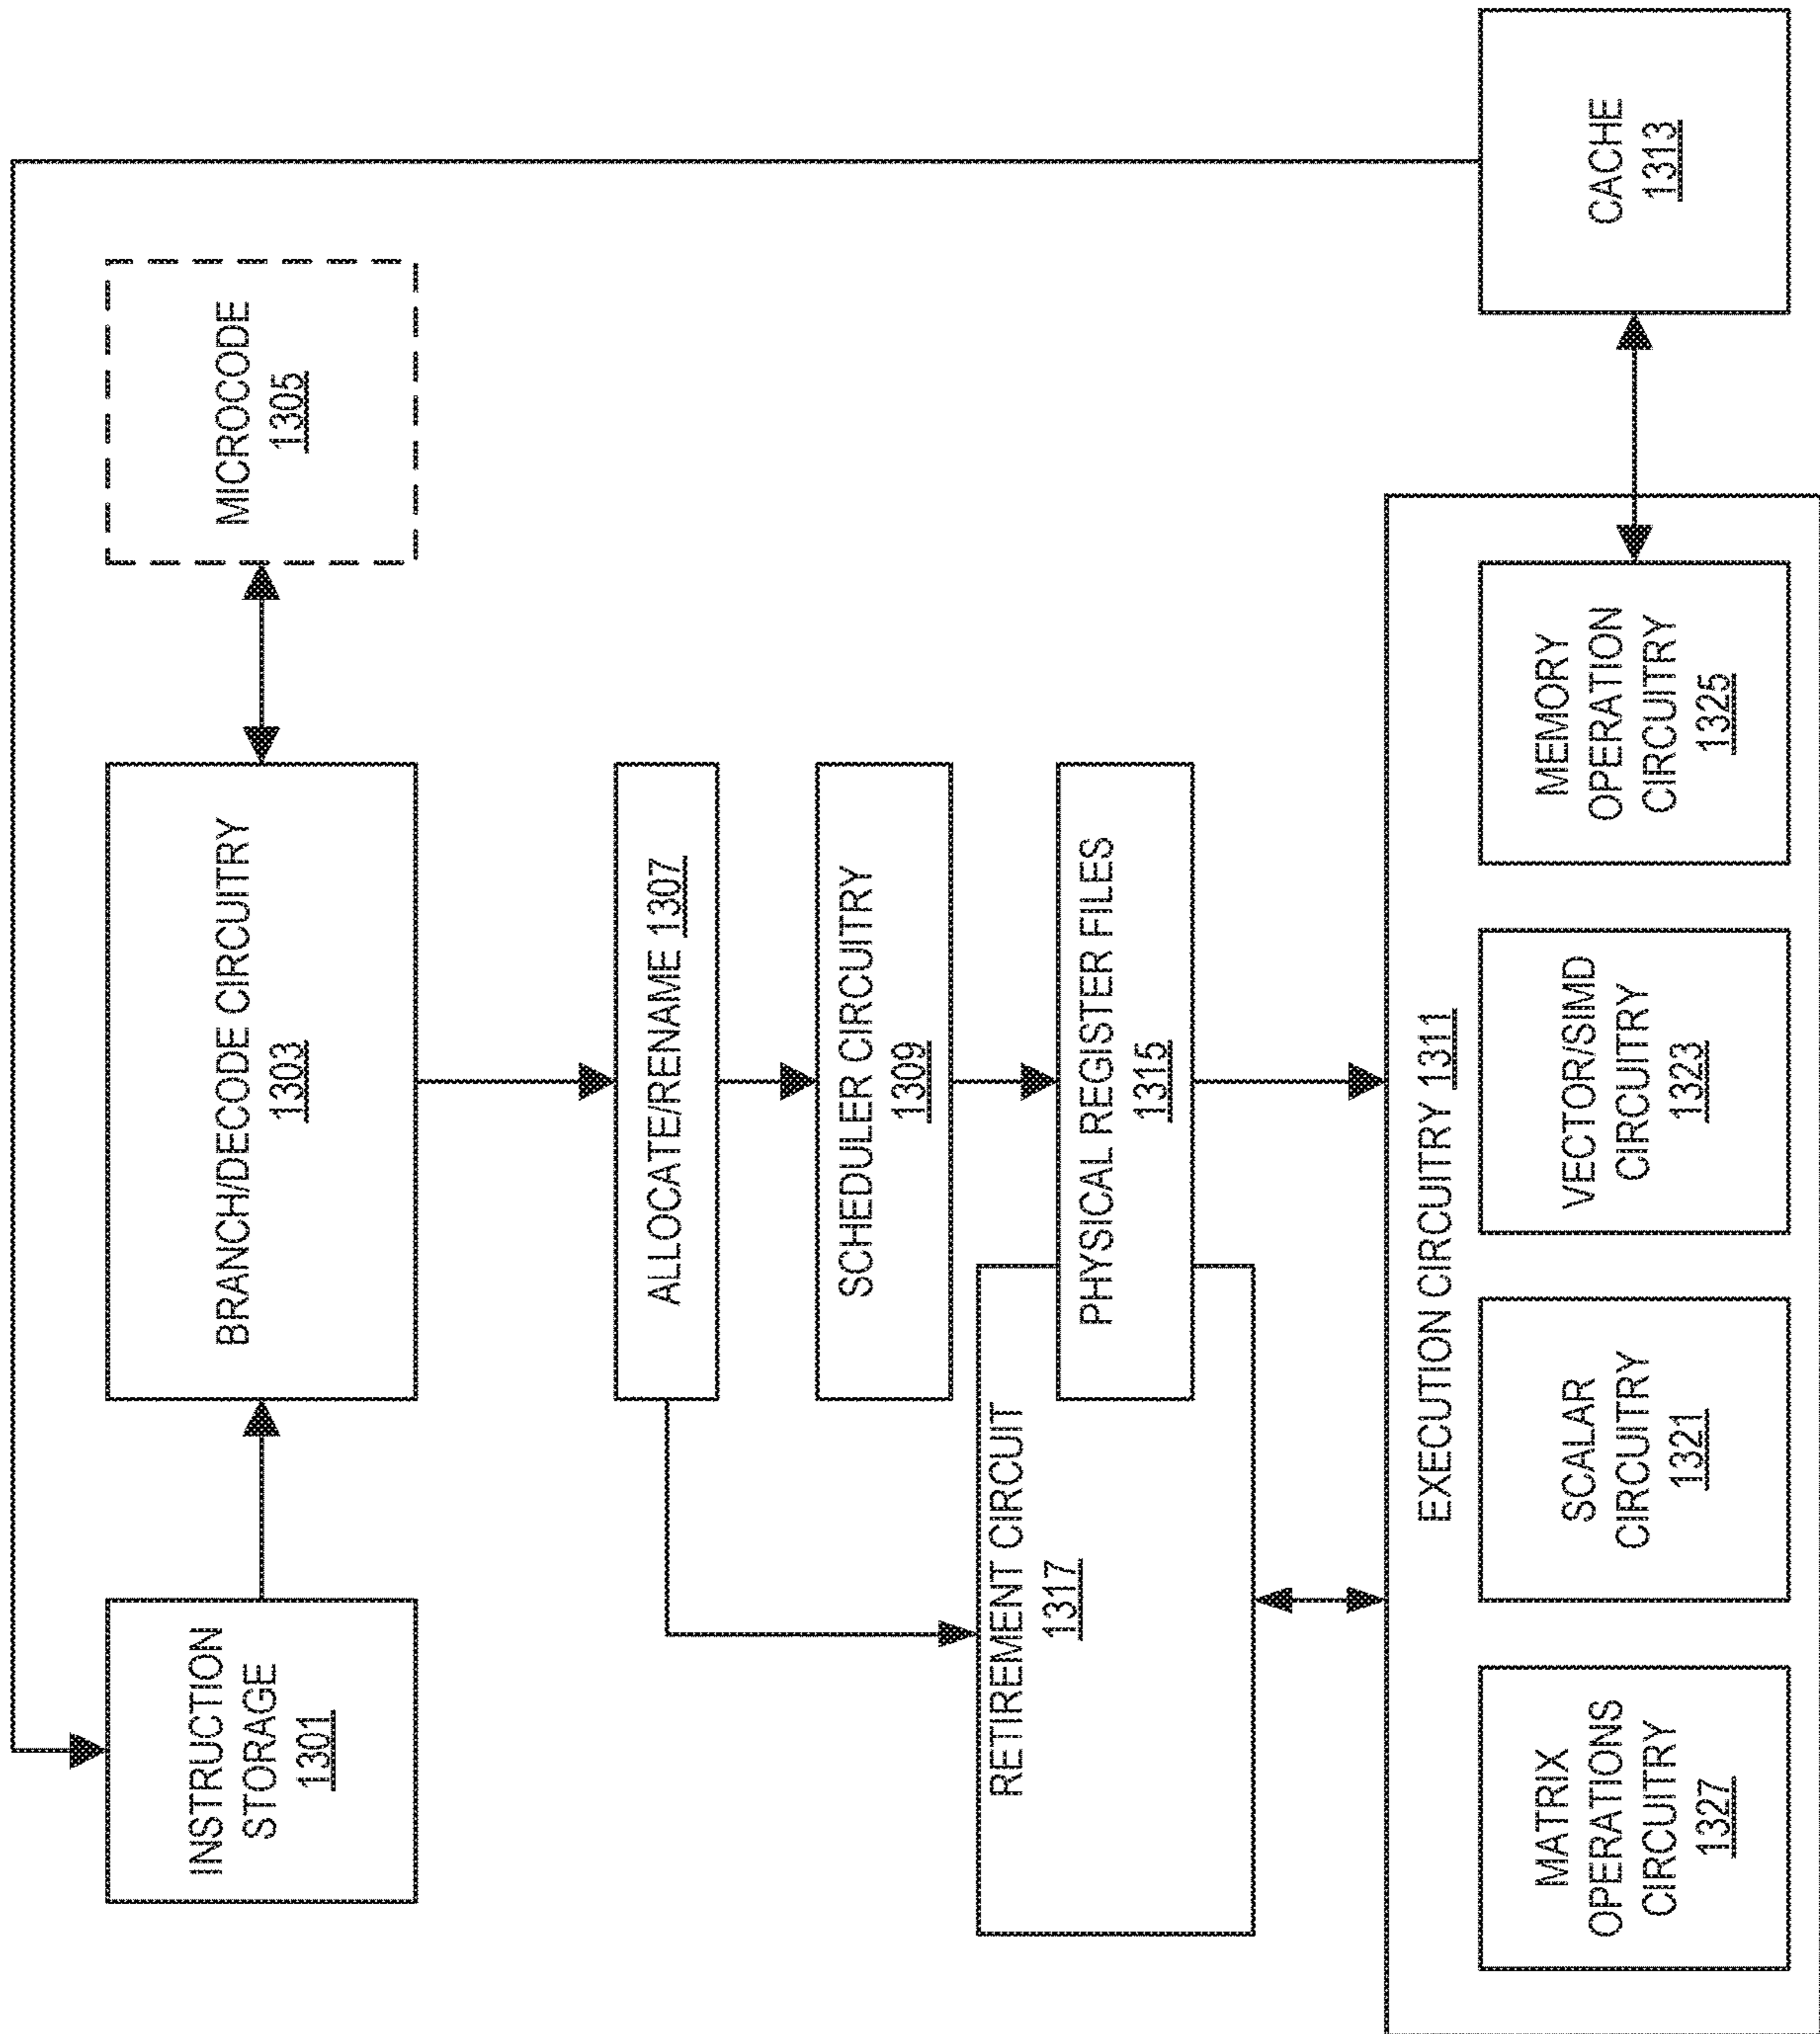 INSTRUCTION
STORAGE
1301
BRANCH/DECODE CIRCUITRY
1303
MICROCODE
1305
ALLOCATE/RENAME 1307
SCHEDULER CIRCUITRY
1309
RETIREMENT CIRCUIT
1317
PHYSICAL REGISTER FILES
1315
EXECUTION CIRCUITRY 1311
MATRIX
OPERATIONS
CIRCUITRY
1327
SCALAR
CIRCUITRY
1321
VECTOR/SIMD
CIRCUITRY
1323
MEMORY
OPERATION
CIRCUITRY
1325
CACHE
1313